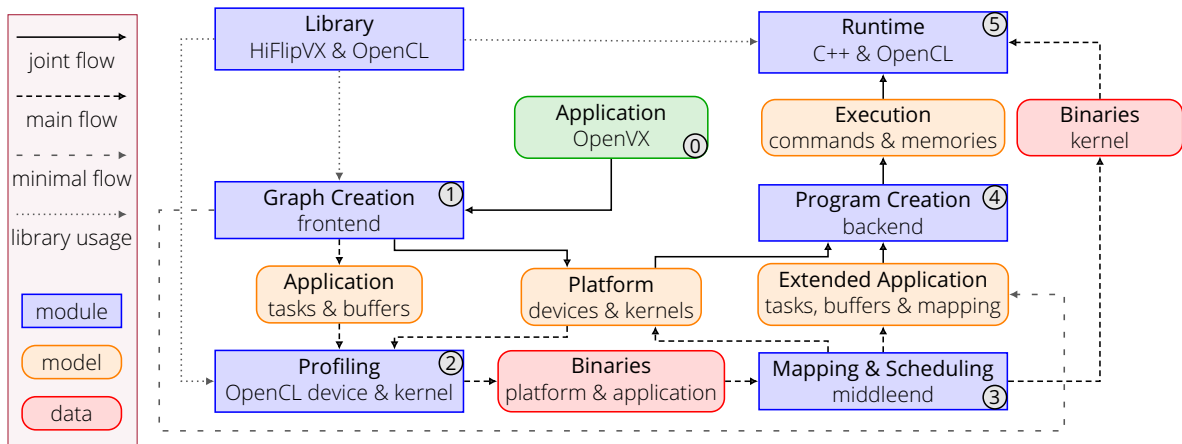 joint flow
main flow
minimal flow
library usage
module
model
data
Library
HiFlipVX & OpenCL
Runtime
C++ & OpenCL
5
Application
OpenVX
0
Execution
commands & memories
Binaries
kernel
Graph Creation
frontend
1
Program Creation
backend
4
Application
tasks & buffers
Platform
devices & kernels
Extended Application
tasks, buffers & mapping
Profiling
OpenCL device & kernel
2
Binaries
platform & application
Mapping & Scheduling
middleend
3